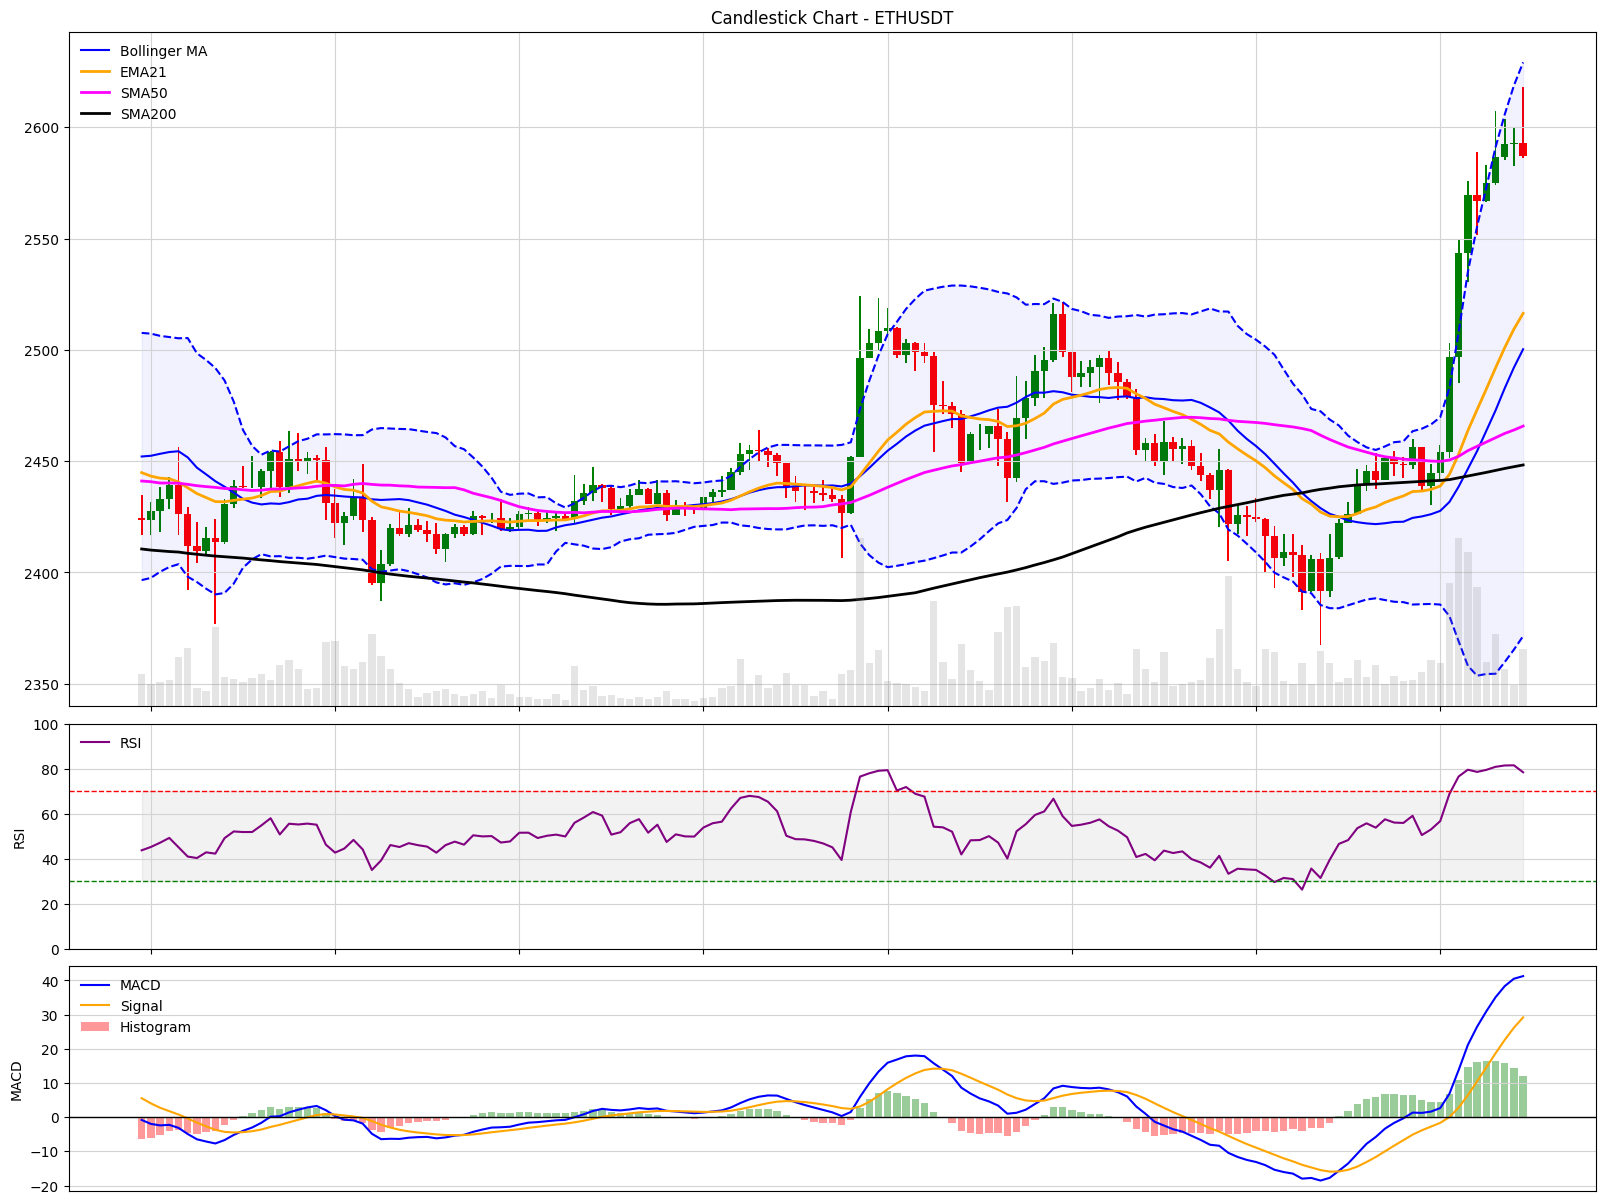 Candlestick Chart - ETHUSDT
Bollinger MA
EMA21
SMA50
SMA200
2600
2550
2500
2450
2400
2350
100
RSI
80
60
RSI
40
20
0
40
MACD
Signal
30
Histogram
20
10
MACD
0
−10
−20